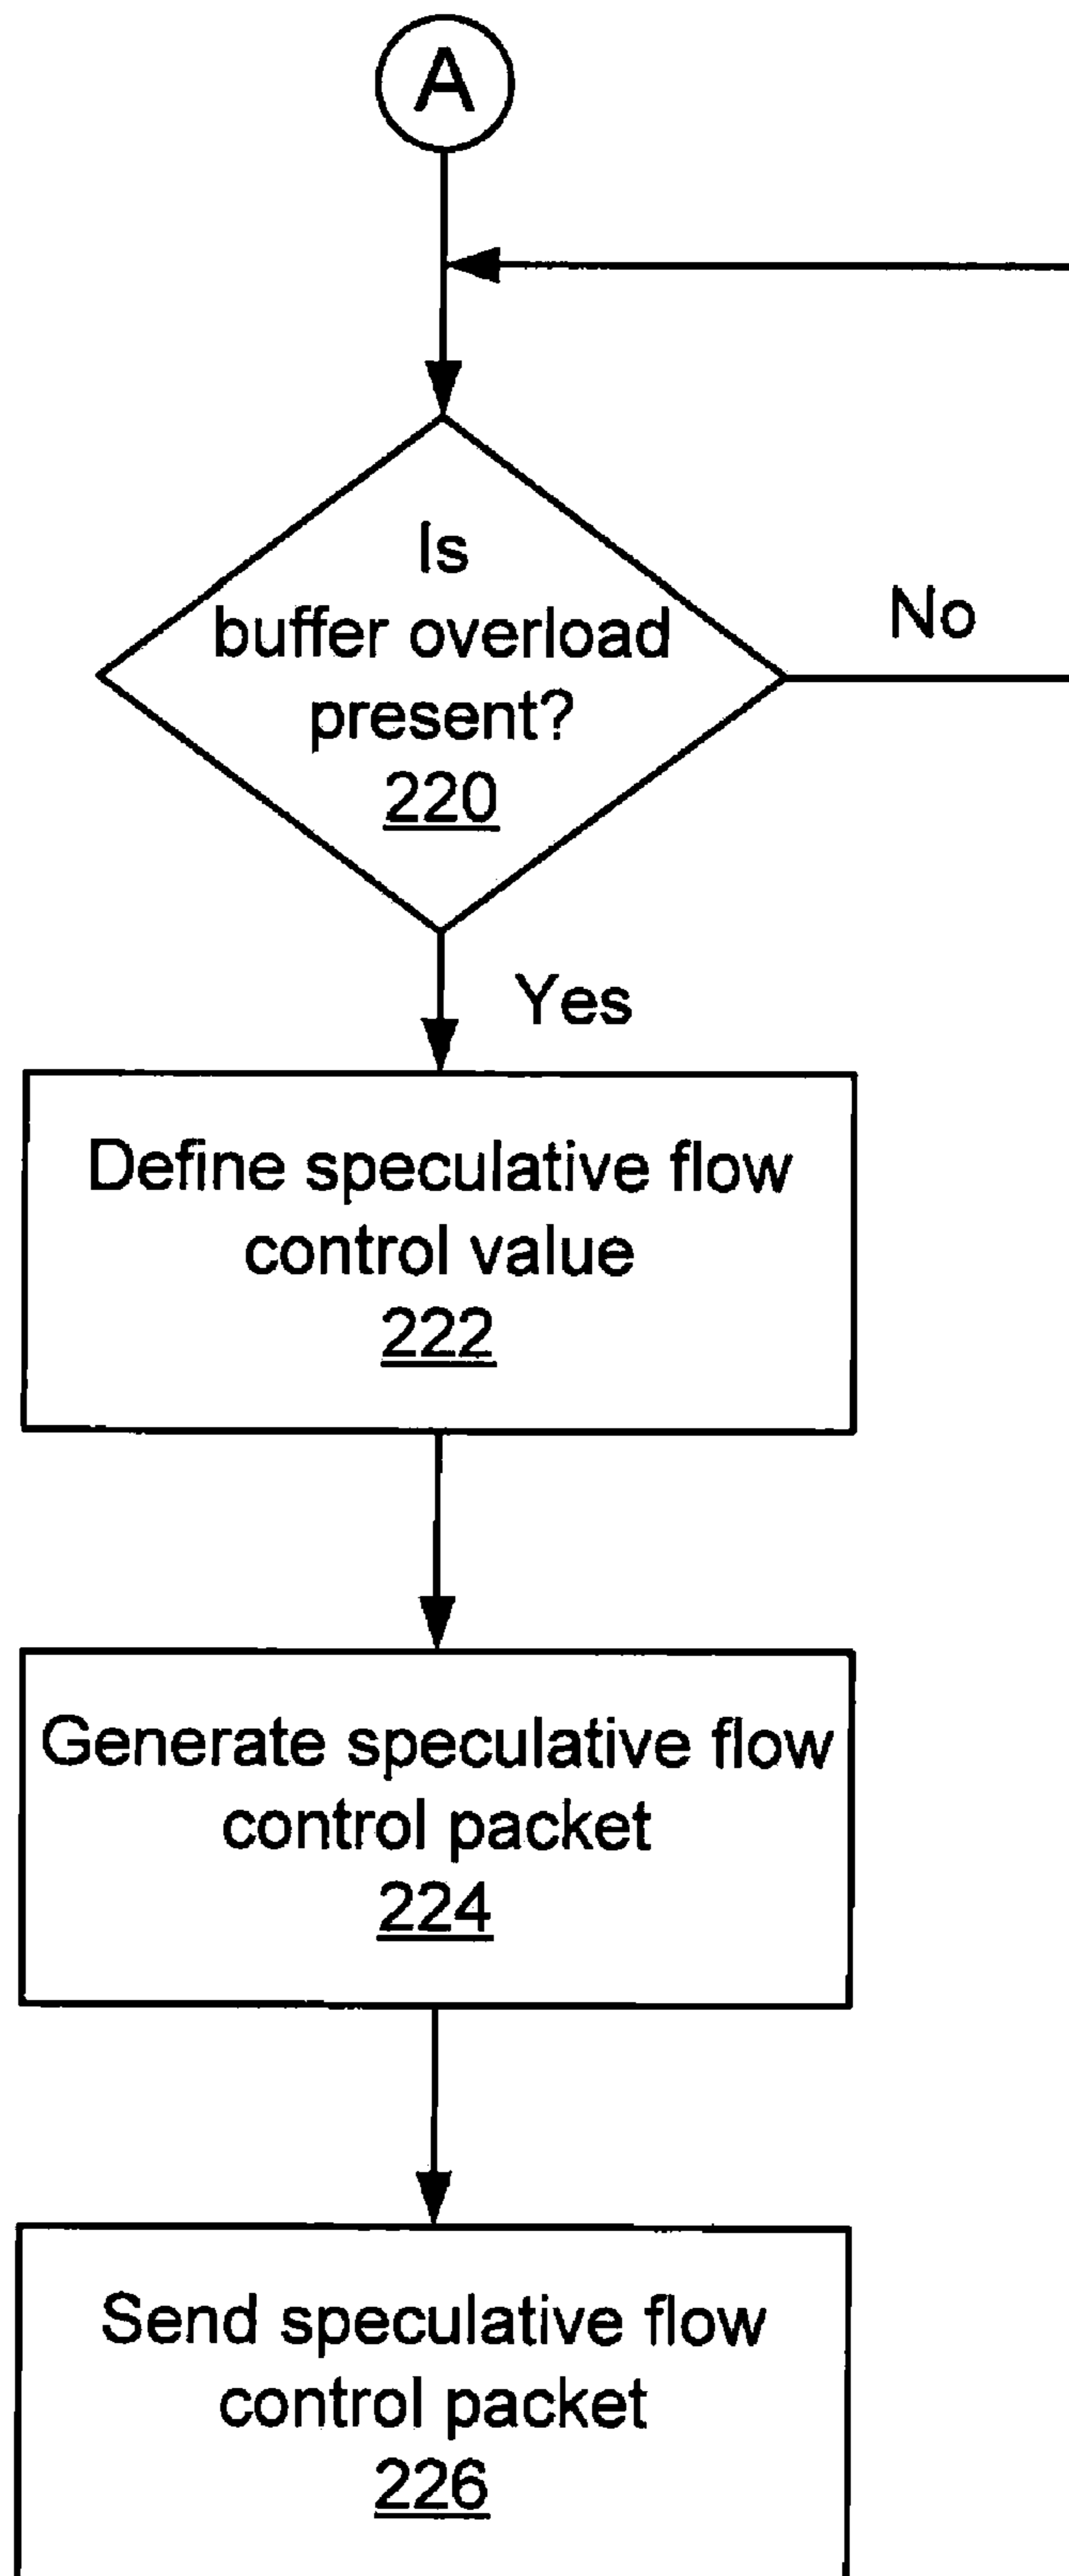 A
Is
buffer overload
present?
220
No
Yes
Define speculative flow
control value
222
Generate speculative flow
control packet
224
Send speculative flow
control packet
226